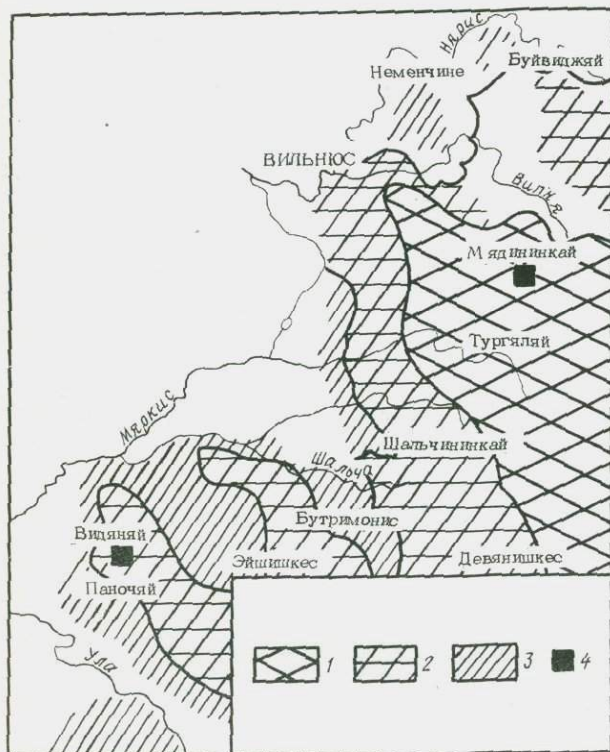 Нярис
Неменчине
Буйвиджяй
ВИЛЬНЮС
Вилня
Мядининкай
Тургяляй
Мяркис
Шальчининкай
Шальча
Бутримонис
Видяняй
Эйшишкес
Девянишкес
Паночяй
Ула
1 2 3 4